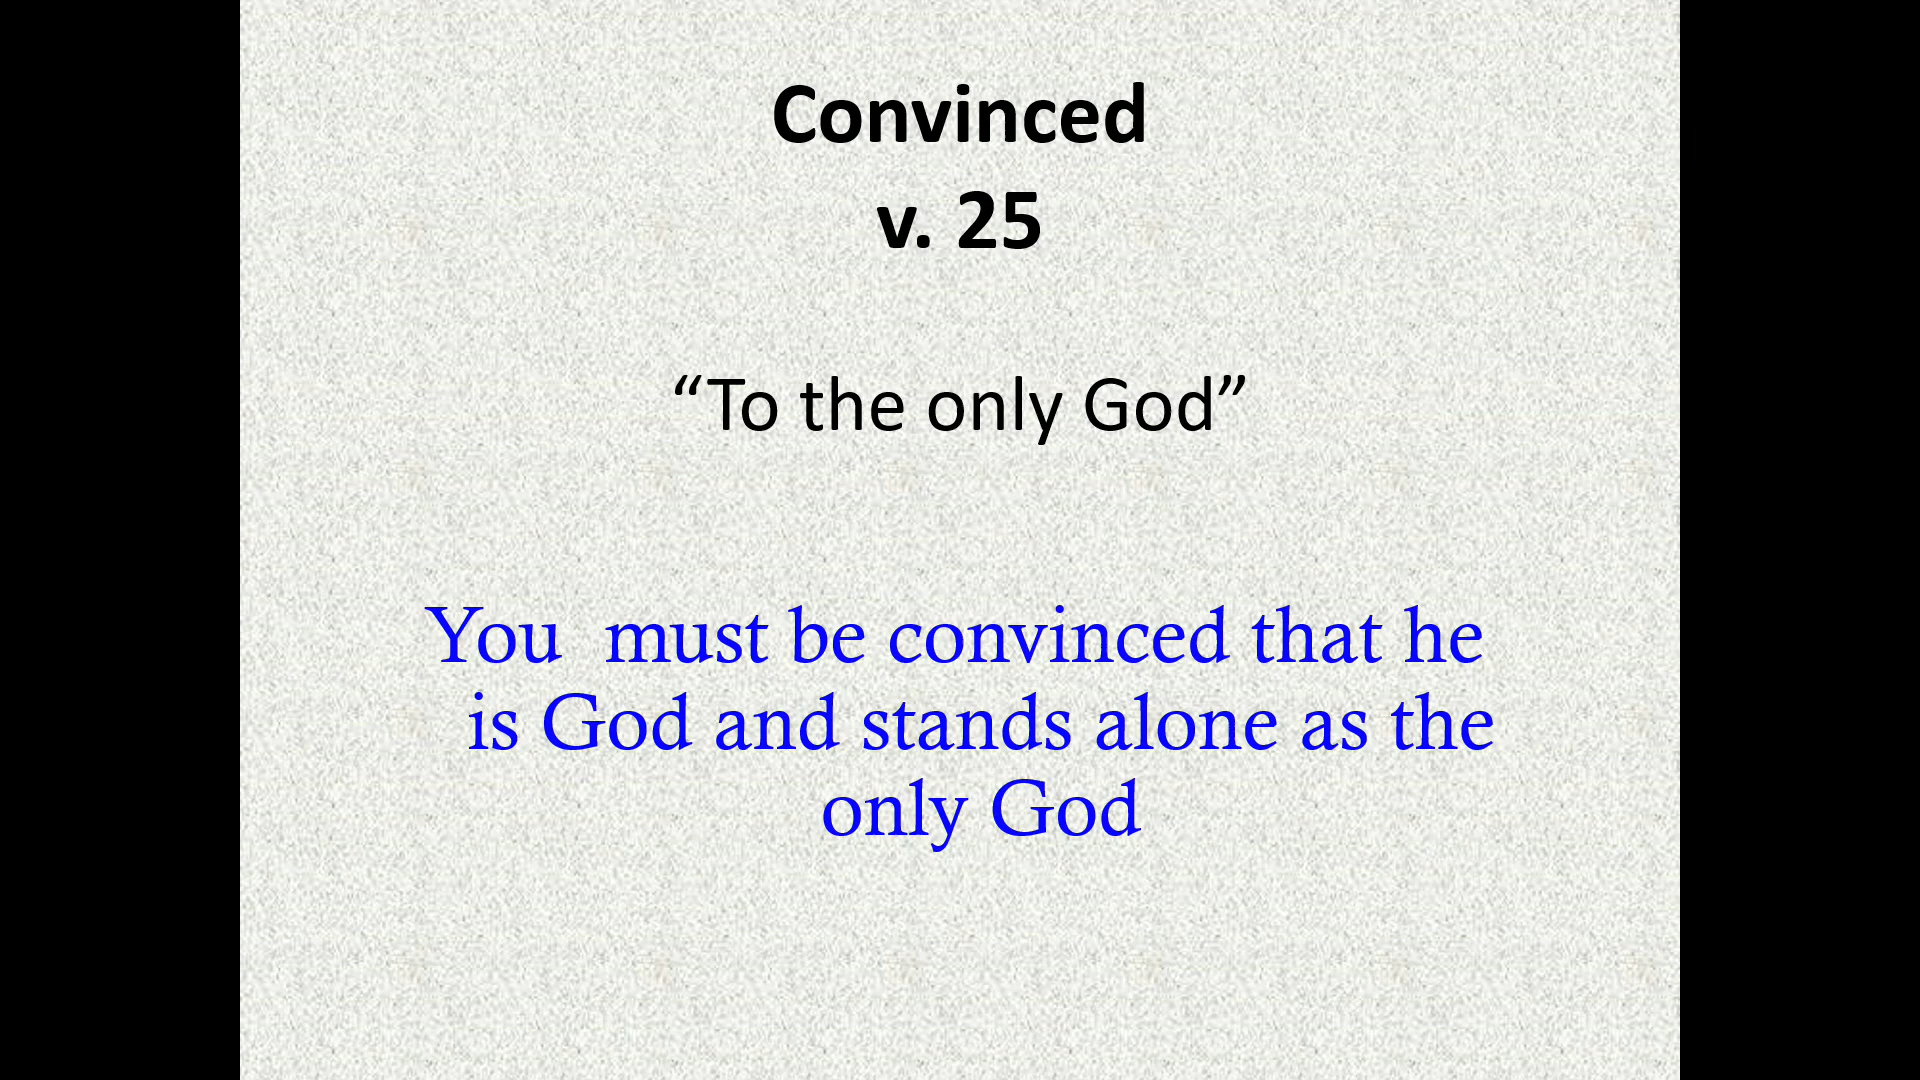 Convinced
v. 25
“To the only God”
You  must be convinced that he
is God and stands alone as the
only God